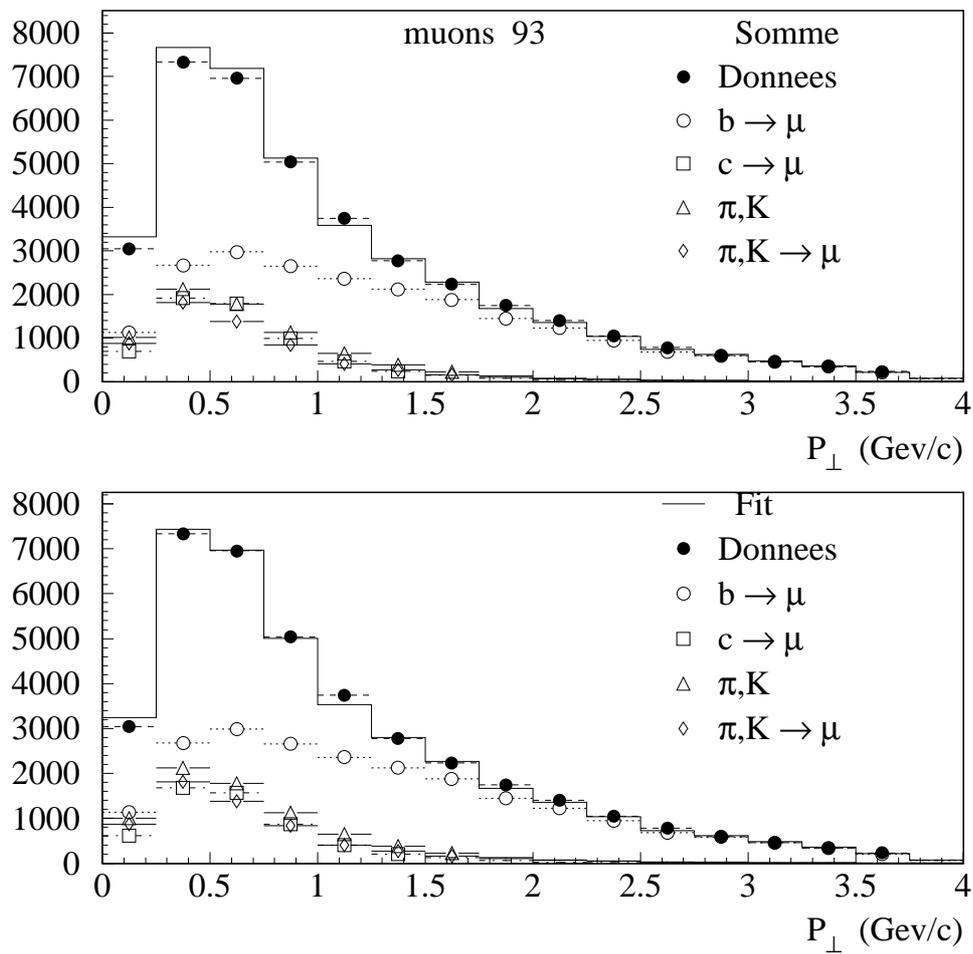 muons 93 Somme
8000
7000
6000
5000
4000
3000
2000
1000
0
Donnees
b → μ
c → μ
π,K
π,K → μ
0 0.5 1 1.5 2 2.5 3 3.5 4
P⊥ (Gev/c)
8000
7000
6000
5000
4000
3000
2000
1000
0
Fit
Donnees
b → μ
c → μ
π,K
π,K → μ
0 0.5 1 1.5 2 2.5 3 3.5 4
P⊥ (Gev/c)